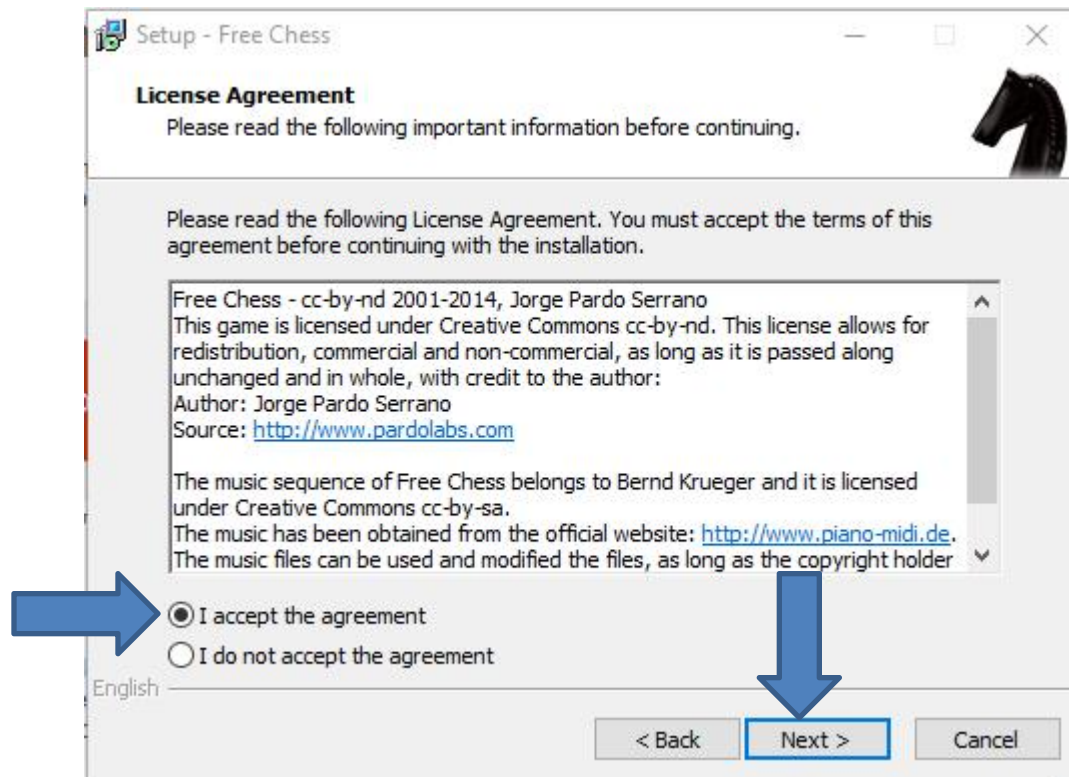 Setup - Free Chess
License Agreement
Please read the following important information before continuing.
Please read the following License Agreement. You must accept the terms of this
agreement before continuing with the installation.
Free Chess - cc-by-nd 2001-2014, Jorge Pardo Serrano
This game is licensed under Creative Commons cc-by-nd. This license allows for
redistribution, commercial and non-commercial, as long as it is passed along
unchanged and in whole, with credit to the author:
Author: Jorge Pardo Serrano
Source: http://www.pardolabs.com
The music sequence of Free Chess belongs to Bernd Krueger and it is licensed
under Creative Commons cc-by-sa.
The music has been obtained from the official website: http://www.piano-midi.de.
The music files can be used and modified the files, as long as the copyright holder
I accept the agreement
I do not accept the agreement
English
< Back Next > Cancel